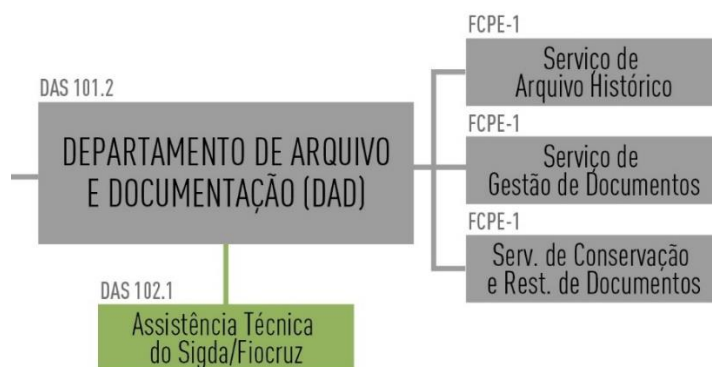 DAS 101.2
DEPARTAMENTO DE ARQUIVO
E DOCUMENTAÇÃO (DAD)
DAS 102.1
Assistência Técnica
do Sigda/Fiocruz
FCPE-1
Serviço de
Arquivo Histórico
FCPE-1
Serviço de
Gestão de Documentos
FCPE-1
Serv. de Conservação
e Rest. de Documentos